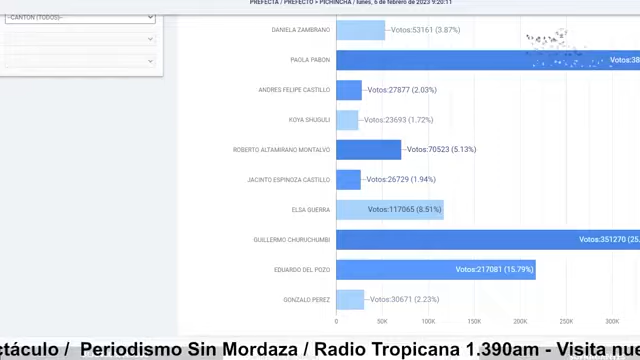 PREFECTA / PREFECTO > PICHINCHA / lunes, 6 de febrero de 2023 9:20:11
--CANTÓN (TODOS)--
DANIELA ZAMBRANO Votos:53161 (3.87%)
PAOLA PABON Votos:38
ANDRES FELIPE CASTILLO Votos:27877 (2.03%)
KOYA SHUGULI Votos:23693 (1.72%)
ROBERTO ALTAMIRANO MONTALVO Votos:70523 (5.13%)
JACINTO ESPINOZA CASTILLO Votos:26729 (1.94%)
ELSA GUERRA Votos:117065 (8.51%)
GUILLERMO CHURUCHUMBI Votos:351270 (25.
EDUARDO DEL POZO Votos:217081 (15.79%)
GONZALO PEREZ Votos:30671 (2.23%)
0 50K 100K 150K 200K 250K 300K
ctáculo / Periodismo Sin Mordaza / Radio Tropicana 1.390am - Visita nue